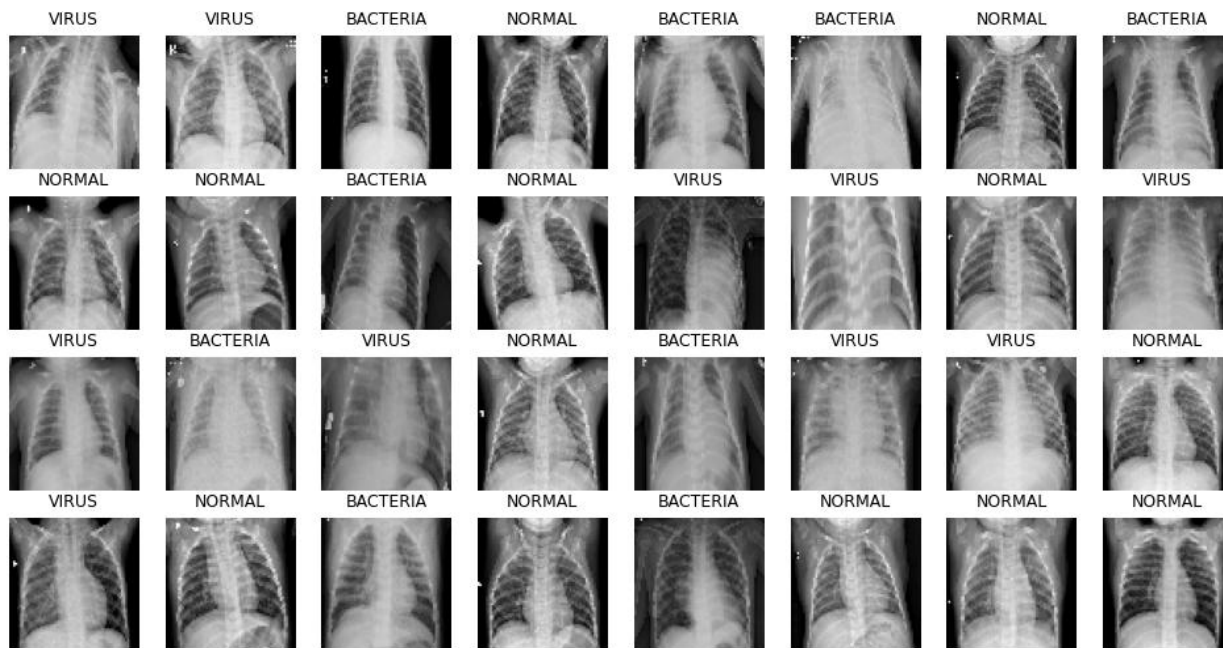 VIRUS VIRUS BACTERIA NORMAL BACTERIA BACTERIA NORMAL BACTERIA
NORMAL NORMAL BACTERIA NORMAL VIRUS VIRUS NORMAL VIRUS
VIRUS BACTERIA VIRUS NORMAL BACTERIA VIRUS VIRUS NORMAL
VIRUS NORMAL BACTERIA NORMAL BACTERIA NORMAL NORMAL NORMAL